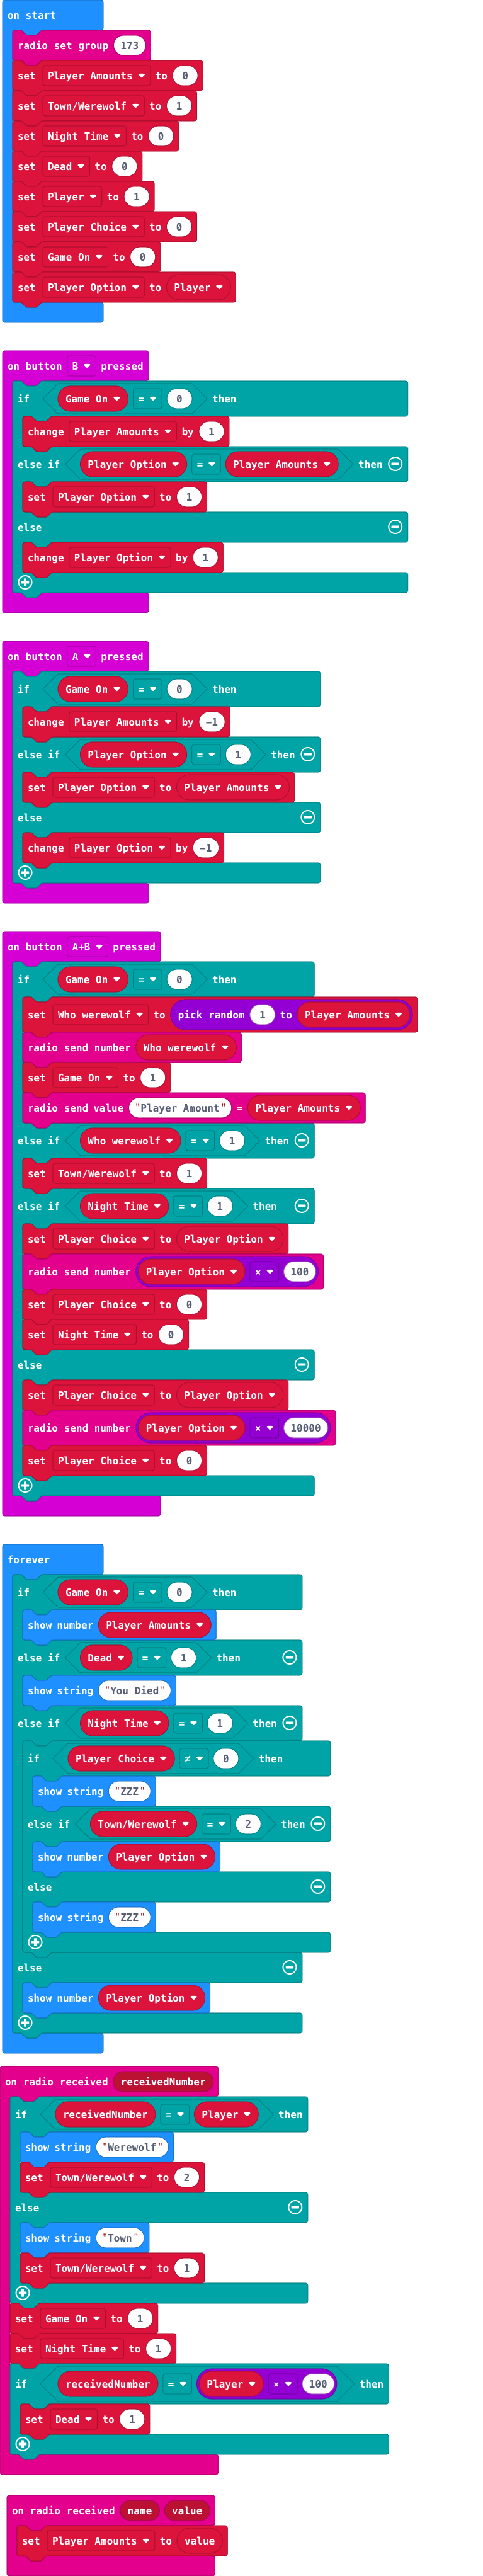 on start
radio set group 173
set Player Amounts to 0
set Town/Werewolf to 1
set Night Time to 0
set Dead to 0
set Player to 1
set Player Choice to 0
set Game On to 0
set Player Option to Player
on button B pressed
if Game On = 0 then
change Player Amounts by 1
else if Player Option = Player Amounts then
set Player Option to 1
else
change Player Option by 1
on button A pressed
if Game On = 0 then
change Player Amounts by -1
else if Player Option = 1 then
set Player Option to Player Amounts
else
change Player Option by -1
on button A+B pressed
if Game On = 0 then
set Who werewolf to pick random 1 to Player Amounts
radio send number Who werewolf
set Game On to 1
radio send value "Player Amount" = Player Amounts
else if Who werewolf = 1 then
set Town/Werewolf to 1
else if Night Time = 1 then
set Player Choice to Player Option
radio send number Player Option × 100
set Player Choice to 0
set Night Time to 0
else
set Player Choice to Player Option
radio send number Player Option × 10000
set Player Choice to 0
forever
if Game On = 0 then
show number Player Amounts
else if Dead = 1 then
show string "You Died"
else if Night Time = 1 then
if Player Choice ≠ 0 then
show string "ZZZ"
else if Town/Werewolf = 2 then
show number Player Option
else
show string "ZZZ"
else
show number Player Option
on radio received receivedNumber
if receivedNumber = Player then
show string "Werewolf"
set Town/Werewolf to 2
else
show string "Town"
set Town/Werewolf to 1
set Game On to 1
set Night Time to 1
if receivedNumber = Player × 100 then
set Dead to 1
on radio received name value
set Player Amounts to value